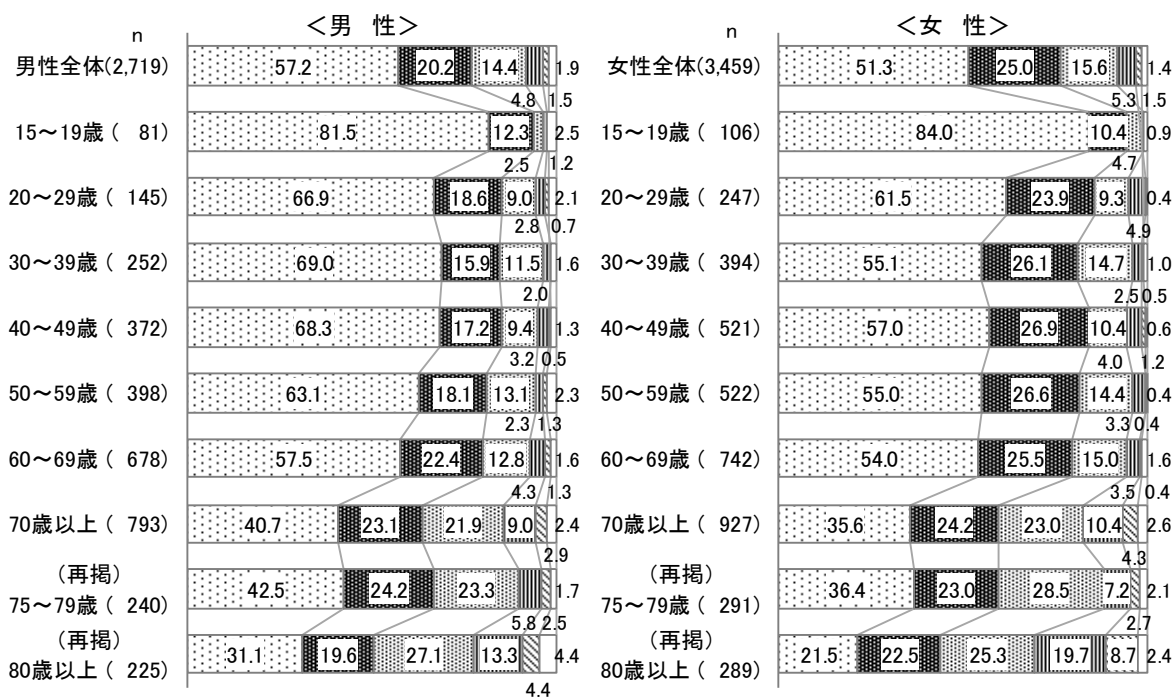 ＜男　性＞
n
男性全体(2,719) 57.2 20.2 14.4 1.9
4.8 1.5
15～19歳（　81） 81.5 12.3 2.5
2.5 1.2
20～29歳（　145） 66.9 18.6 9.0 2.1
2.8 0.7
30～39歳（　252） 69.0 15.9 11.5 1.6
2.0
40～49歳（　372） 68.3 17.2 9.4 1.3
3.2 0.5
50～59歳（　398） 63.1 18.1 13.1 2.3
2.3 1.3
60～69歳（　678） 57.5 22.4 12.8 1.6
4.3 1.3
70歳以上（　793） 40.7 23.1 21.9 9.0 2.4
2.9
（再掲）
75～79歳（　240） 42.5 24.2 23.3 1.7
5.8 2.5
（再掲）
80歳以上（　225） 31.1 19.6 27.1 13.3 4.4
4.4
＜女　性＞
n
女性全体(3,459) 51.3 25.0 15.6 1.4
5.3 1.5
15～19歳（　106） 84.0 10.4 0.9
4.7
20～29歳（　247） 61.5 23.9 9.3 0.4
4.9
30～39歳（　394） 55.1 26.1 14.7 1.0
2.5 0.5
40～49歳（　521） 57.0 26.9 10.4 0.6
4.0 1.2
50～59歳（　522） 55.0 26.6 14.4 0.4
3.3 0.4
60～69歳（　742） 54.0 25.5 15.0 1.6
3.5 0.4
70歳以上（　927） 35.6 24.2 23.0 10.4 2.6
4.3
（再掲）
75～79歳（　291） 36.4 23.0 28.5 7.2 2.1
2.7
（再掲）
80歳以上（　289） 21.5 22.5 25.3 19.7 8.7 2.4